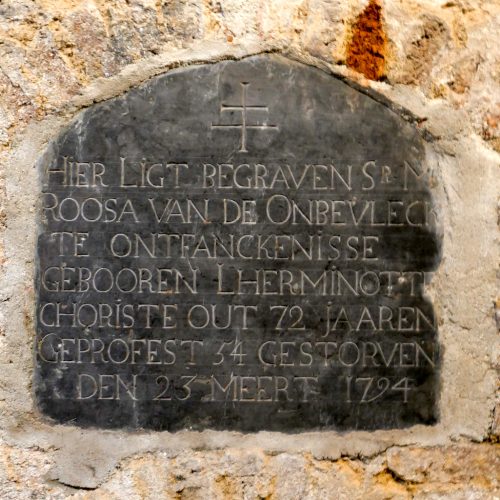 HIER LIGT BEGRAVEN SR M
ROOSA VAN DE ONBEVLECK
TE ONTFANCKENISSE
GEBOOREN LHERMINOTTE
CHORISTE OUT 72 JAAREN
GEPROFEST 54 GESTORVEN
DEN 23 MEERT 1794